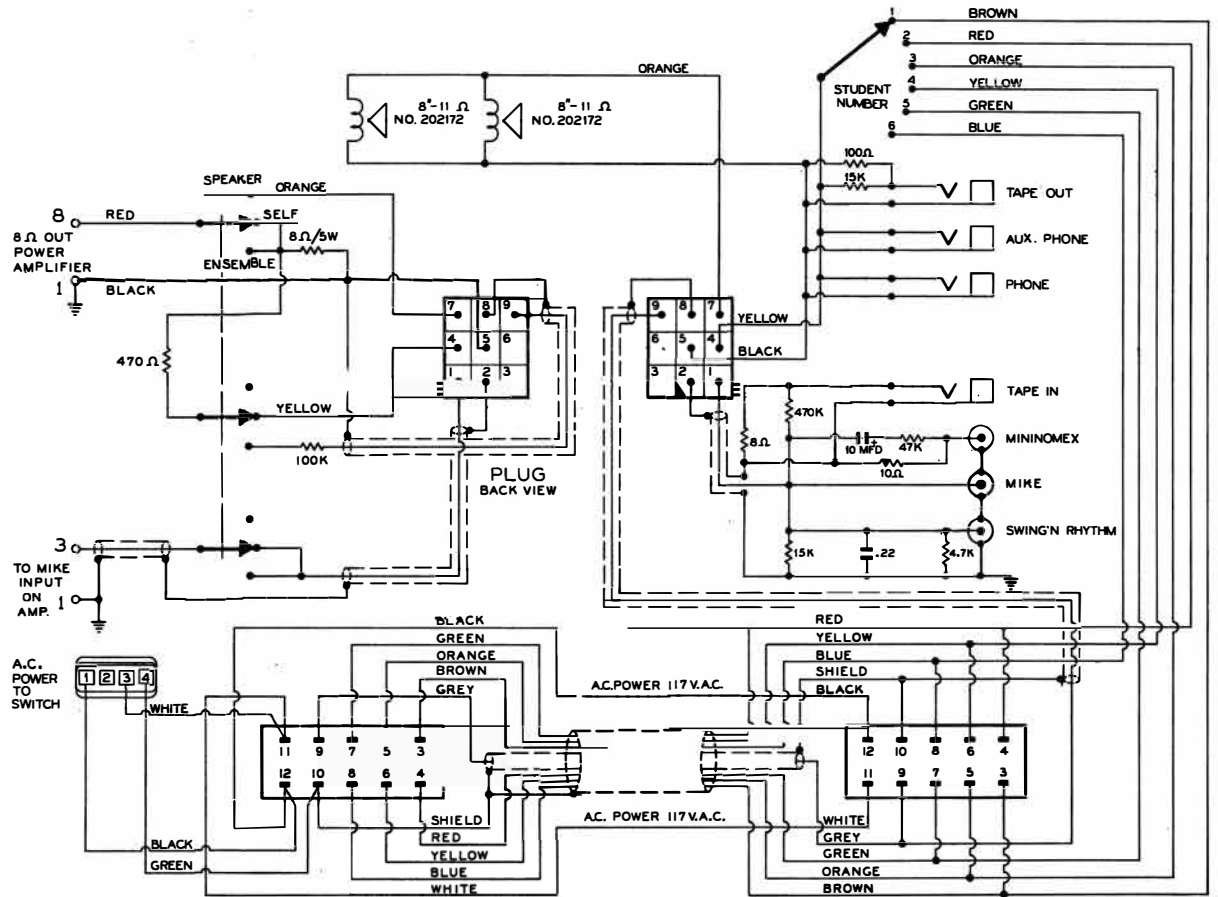 1
BROWN
2
RED
3
ORANGE
4
YELLOW
5
GREEN
6
BLUE
STUDENT
NUMBER
ORANGE
8"-11 Ω
NO. 202172
8"-11 Ω
NO. 202172
100Ω
15K
TAPE OUT
AUX. PHONE
PHONE
SPEAKER
ORANGE
8
RED
SELF
8Ω/5W
8Ω OUT
POWER
AMPLIFIER
ENSEMBLE
1
BLACK
7 8 9
4 5 6
1 2 3
9 8 7
6 5 4
3 2 1
YELLOW
BLACK
470Ω
YELLOW
100K
PLUG
BACK VIEW
TAPE IN
470K
8Ω
10 MFD
+
47K
10Ω
MININOMEX
MIKE
SWING'N RHYTHM
15K
.22
4.7K
3
TO MIKE
INPUT
ON
AMP.
1
A.C.
POWER
TO
SWITCH
1 2 3 4
WHITE
BLACK
GREEN
ORANGE
BROWN
GREY
RED
YELLOW
BLUE
SHIELD
BLACK
A.C. POWER 117 V.A.C.
11 9 7 5 3
12 10 8 6 4
12 10 8 6 4
11 9 7 5 3
BLACK
GREEN
SHIELD
RED
YELLOW
BLUE
WHITE
A.C. POWER 117 V.A.C.
WHITE
GREY
GREEN
ORANGE
BROWN